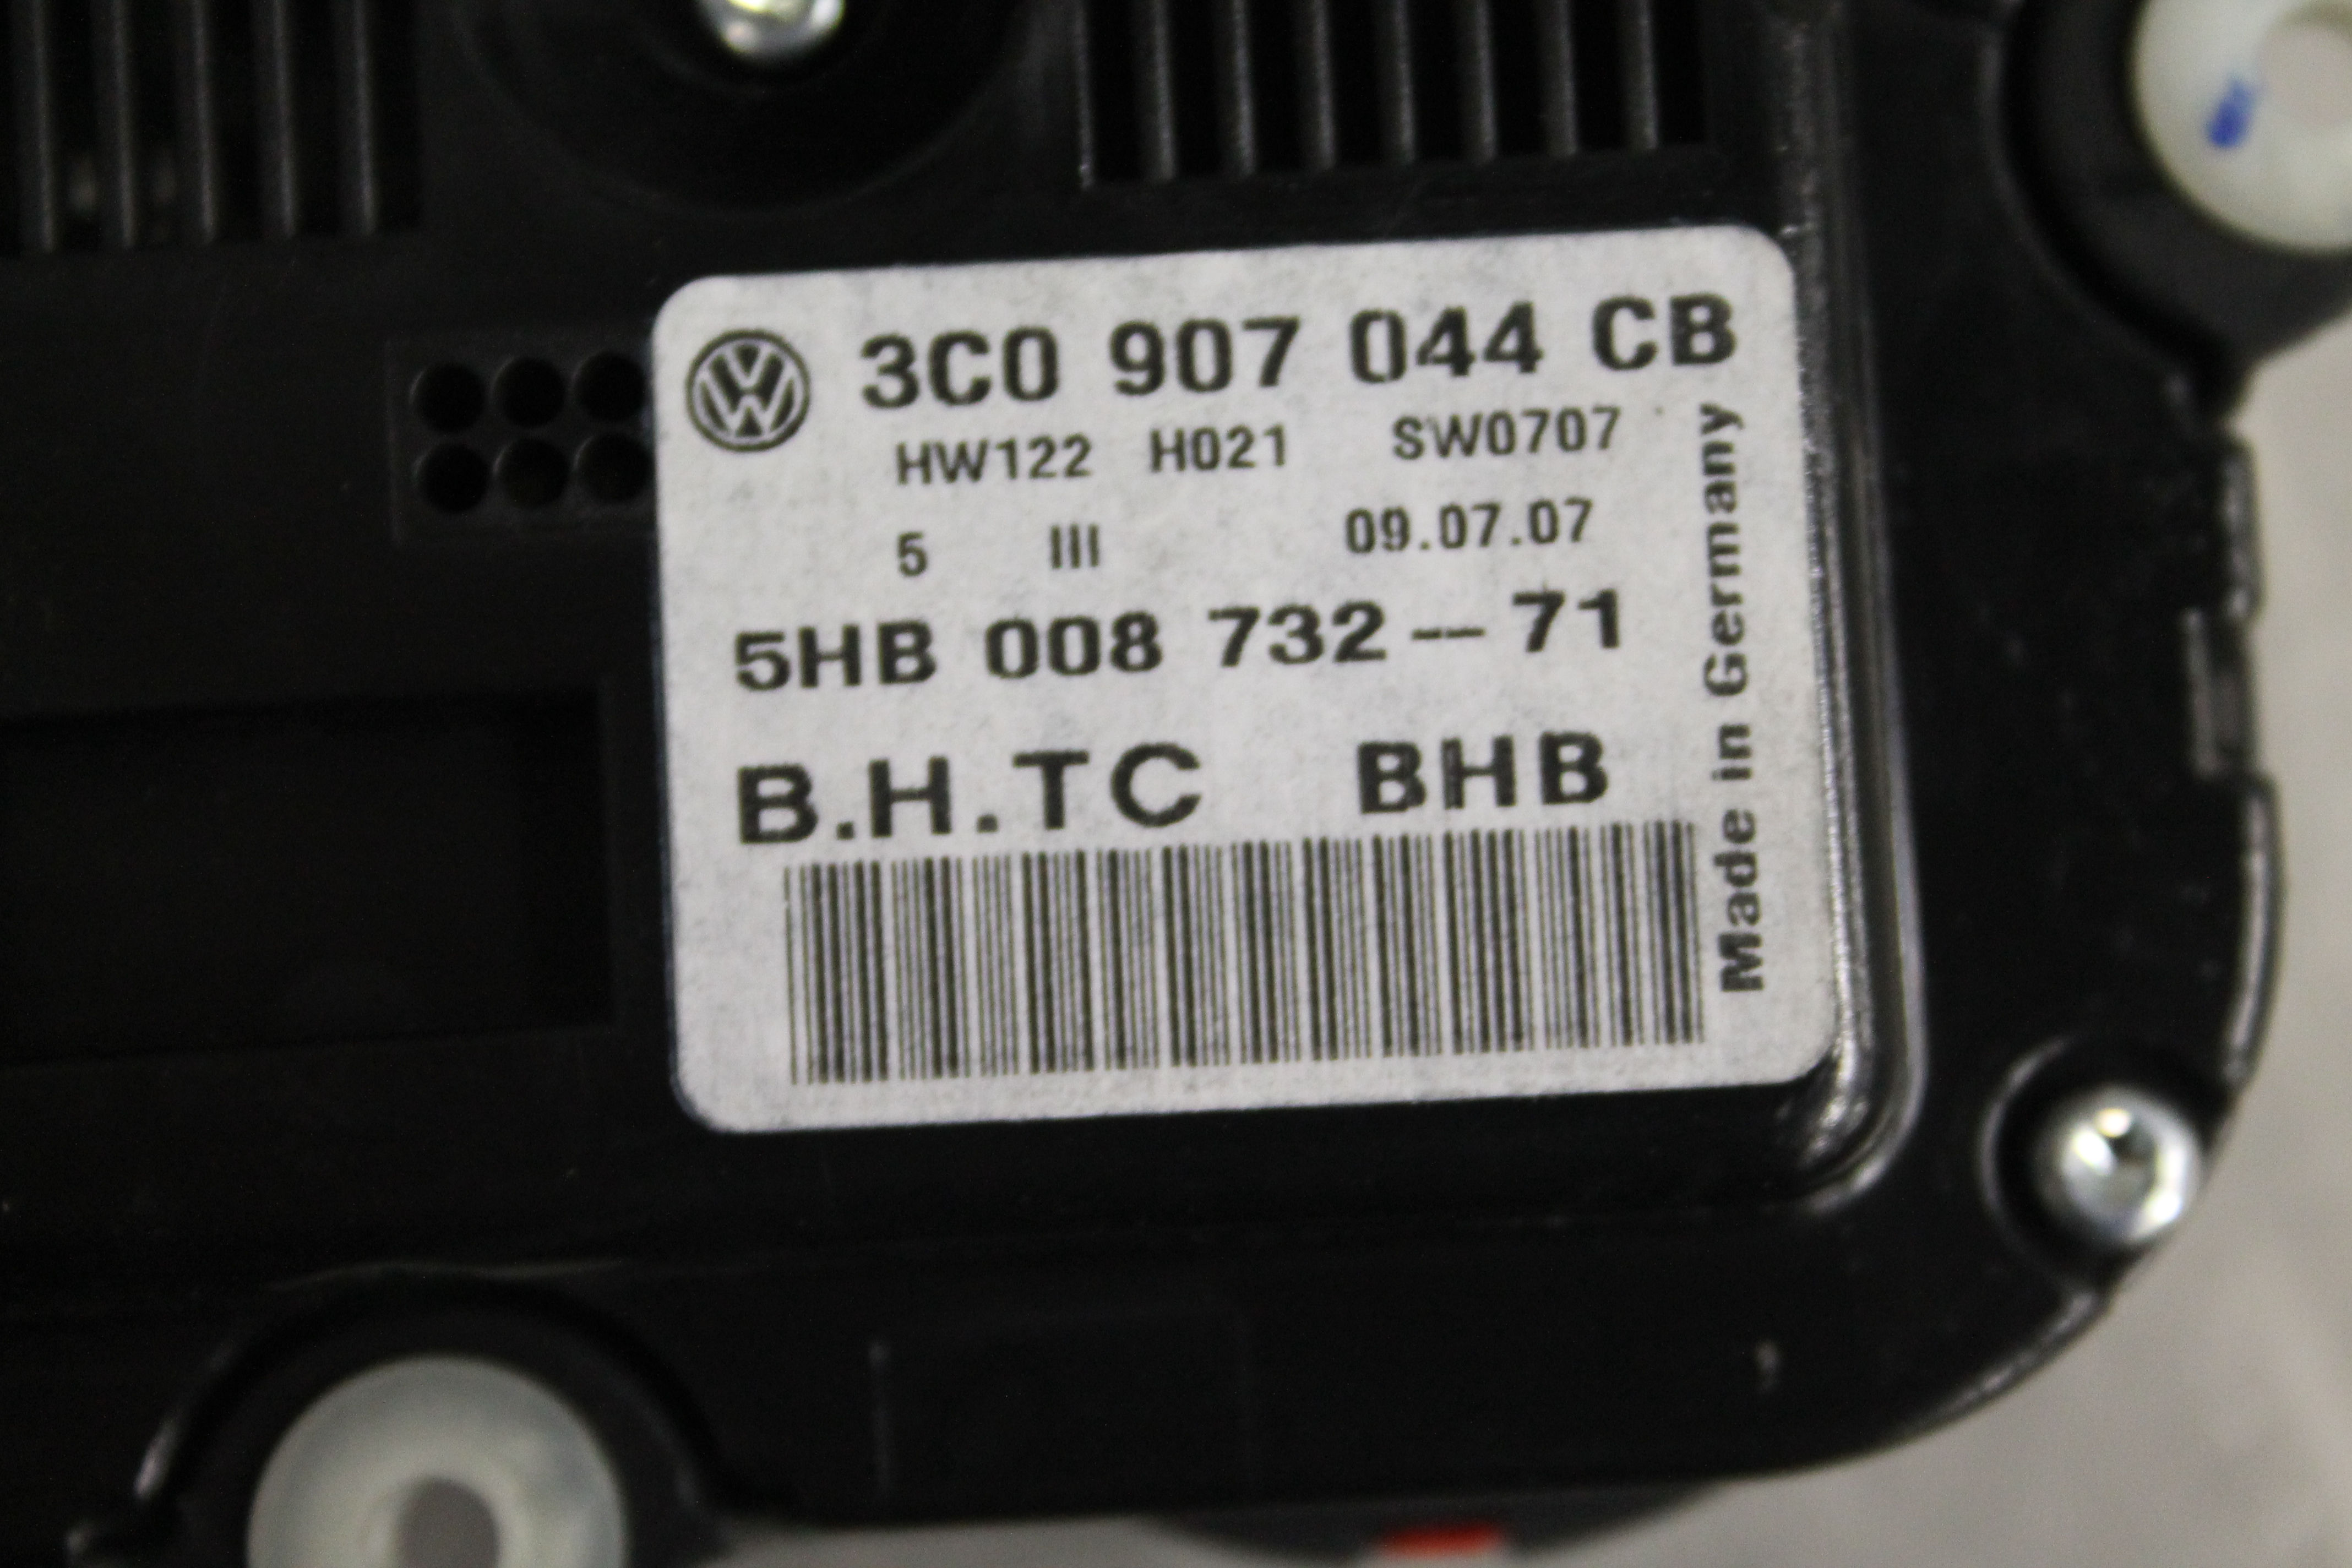 3C0 907 044 CB
HW122 H021 SW0707
5 III 09.07.07
5HB 008 732--71
B.H.TC BHB
Made in Germany